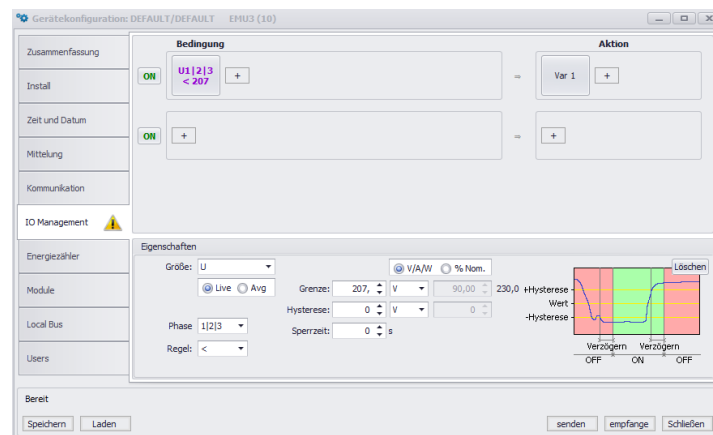 Gerätekonfiguration: DEFAULT/DEFAULT EMU3 (10)
Zusammenfassung
Install
Zeit und Datum
Mittelung
Kommunikation
IO Management
Energiezähler
Module
Local Bus
Users
Bedingung
Aktion
ON
U1|2|3
< 207
+
=
Var 1
+
ON
+
=
+
Eigenschaften
Größe: U
V/A/W % Nom.
Löschen
Live Avg
Grenze: 207, V 90,00 230,0
Hysterese: 0 V 0
Phase 1|2|3
Sperrzeit: 0 s
Regel: <
+Hysterese
Wert
-Hysterese
Verzögern Verzögern
OFF ON OFF
Bereit
Speichern Laden senden empfange Schließen